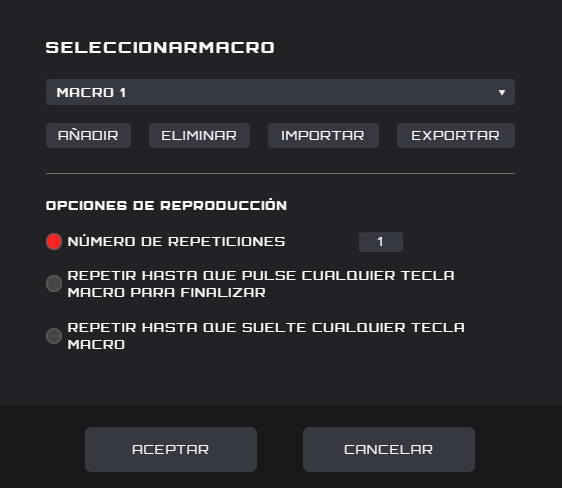 SELECCIONARMACRO
MACRO 1
AÑADIR ELIMINAR IMPORTAR EXPORTAR
OPCIONES DE REPRODUCCIÓN
NÚMERO DE REPETICIONES 1
REPETIR HASTA QUE PULSE CUALQUIER TECLA
MACRO PARA FINALIZAR
REPETIR HASTA QUE SUELTE CUALQUIER TECLA
MACRO
ACEPTAR CANCELAR